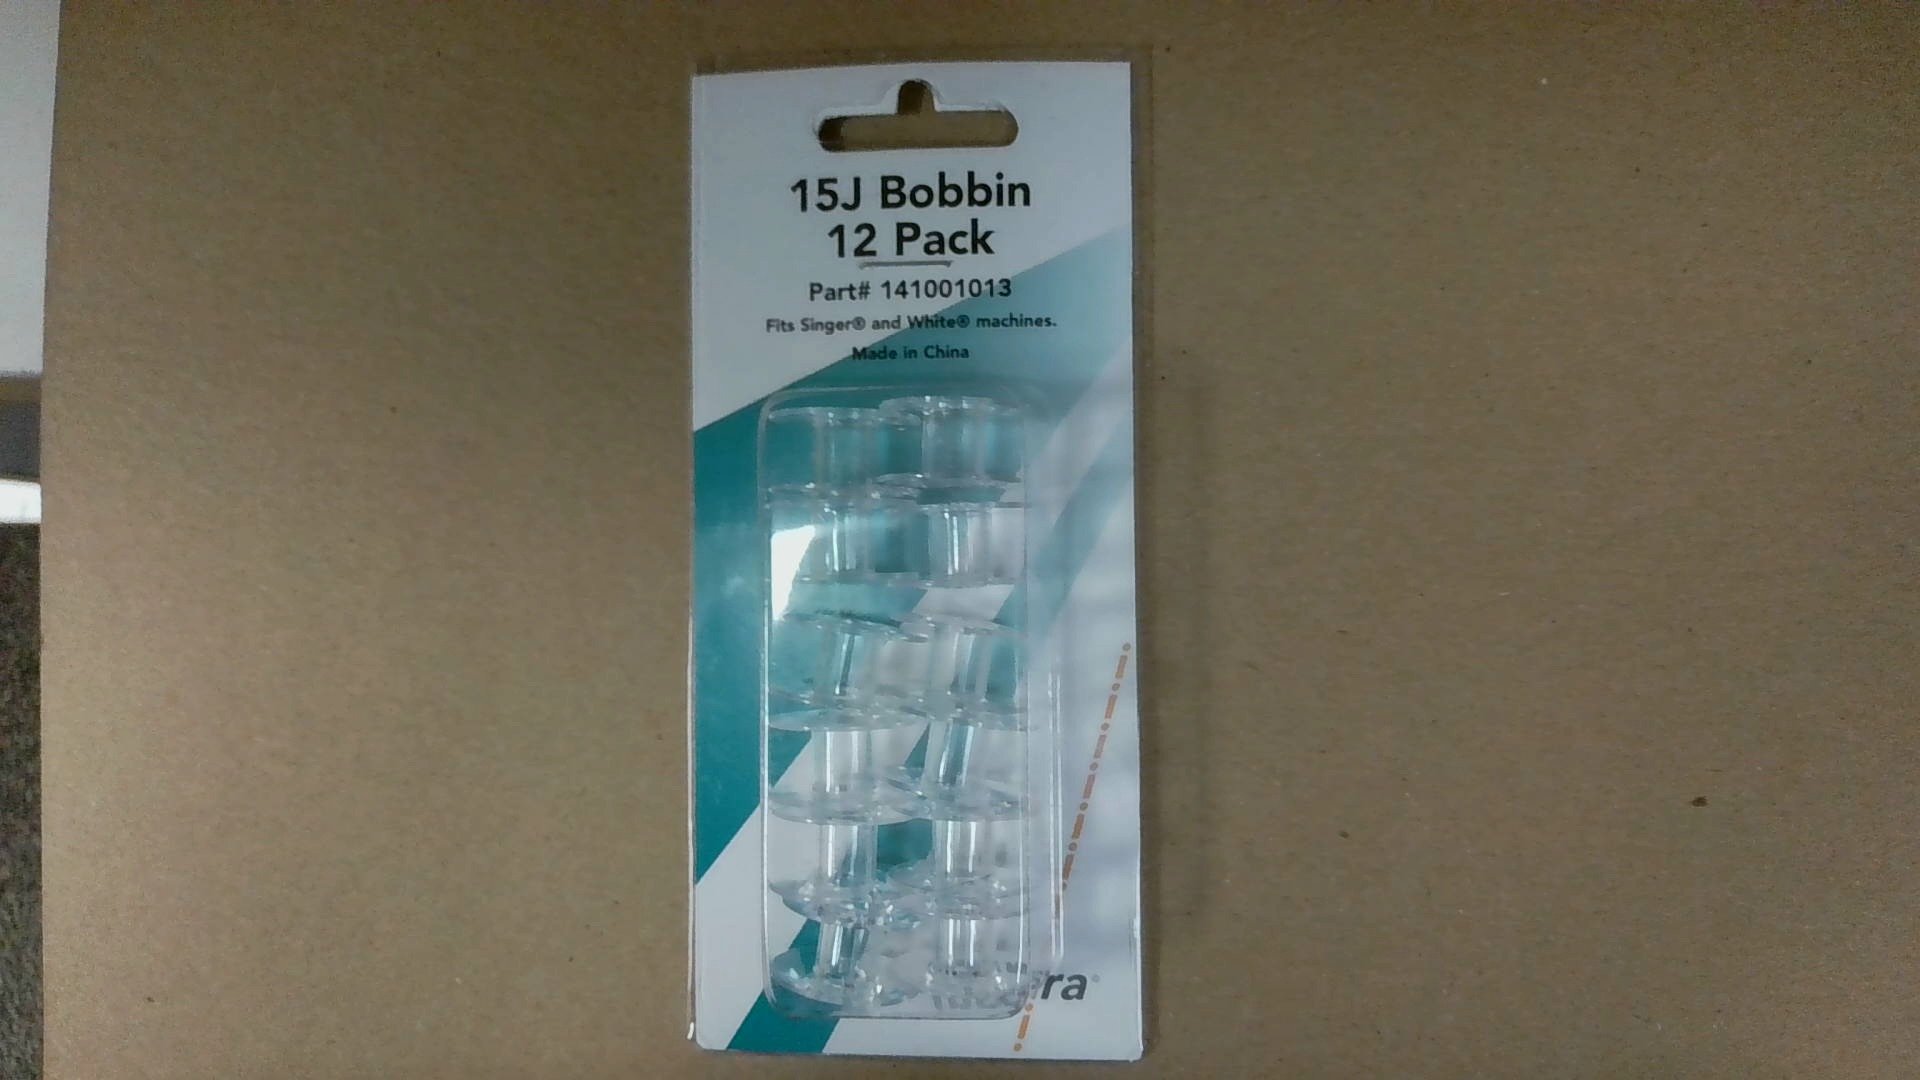 15J Bobbin
12 Pack
Part# 141001013
Fits Singer® and White® machines.
Made in China